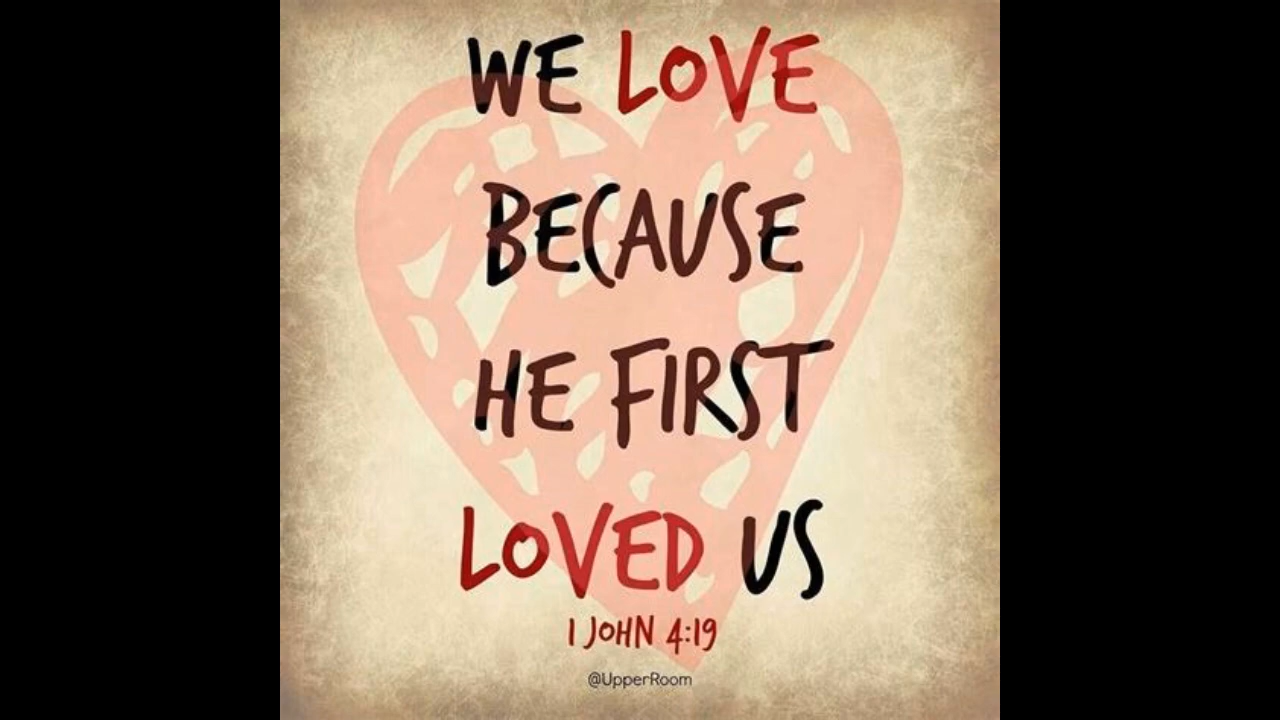 WE LOVE
BECAUSE
HE FIRST
LOVED US
1 JOHN 4:19
@UpperRoom